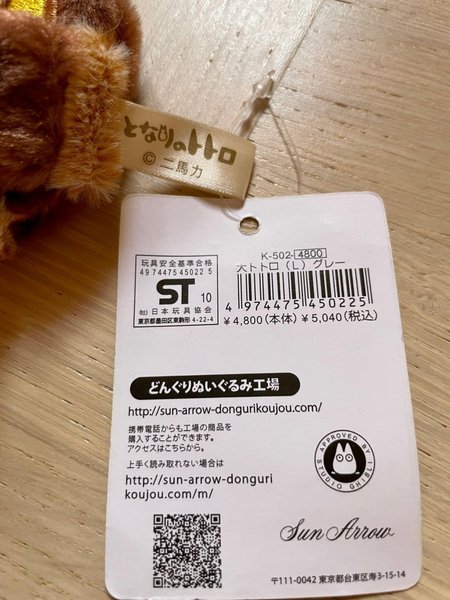 となりのトトロ
© 二馬力
K-502-4800
大トトロ（L）グレー
玩具安全基準合格
4974475450225
ST 10
(社)日本玩具協会
東京都墨田区東駒形4-22-4
4 974475 450225
￥4,800(本体) ￥5,040(税込)
どんぐりぬいぐるみ工場
http://sun-arrow-dongurikoujou.com/
携帯電話からも工場の商品を
購入することができます。
アクセスはこちらから。
上手く読み取れない場合は
http://sun-arrow-donguri
koujou.com/m/
APPROVED BY
STUDIO GHIBLI
Sun Arrow
〒111-0042 東京都台東区寿3-15-14